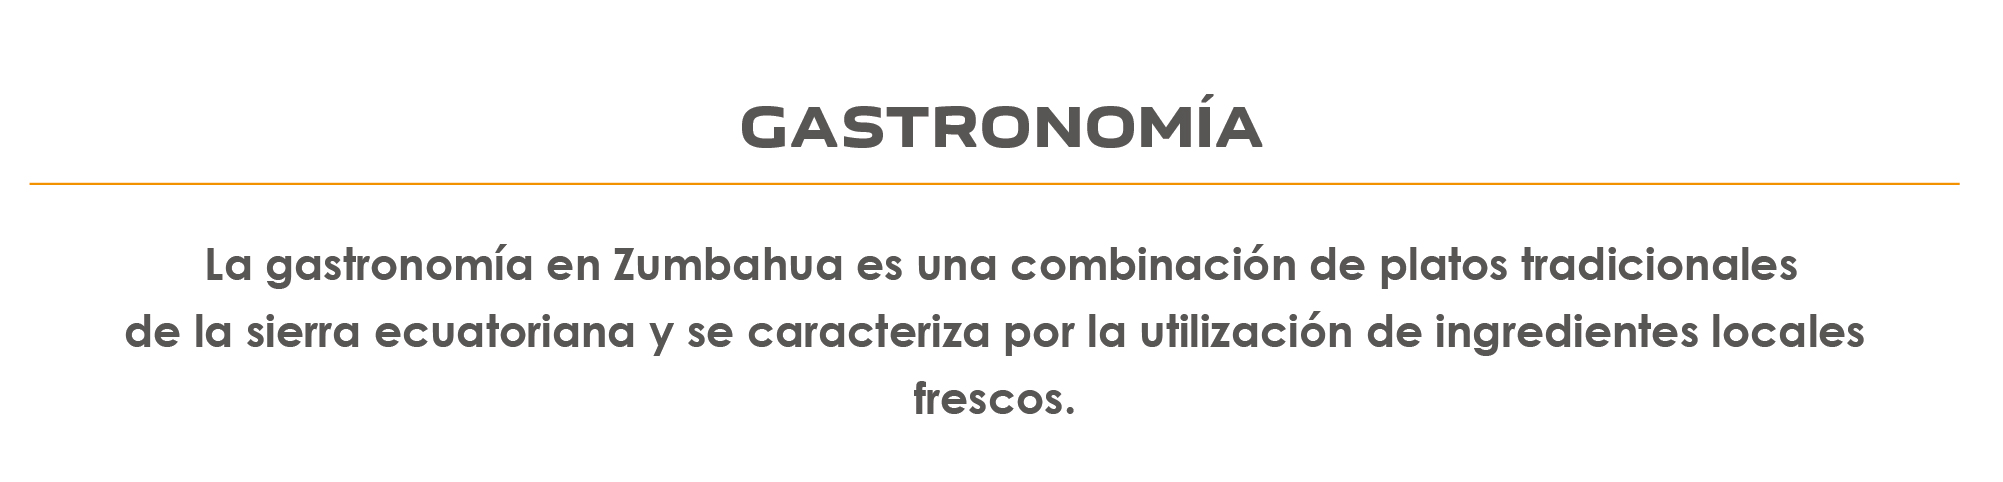 GASTRONOMÍA
La gastronomía en Zumbahua es una combinación de platos tradicionales
de la sierra ecuatoriana y se caracteriza por la utilización de ingredientes locales
frescos.